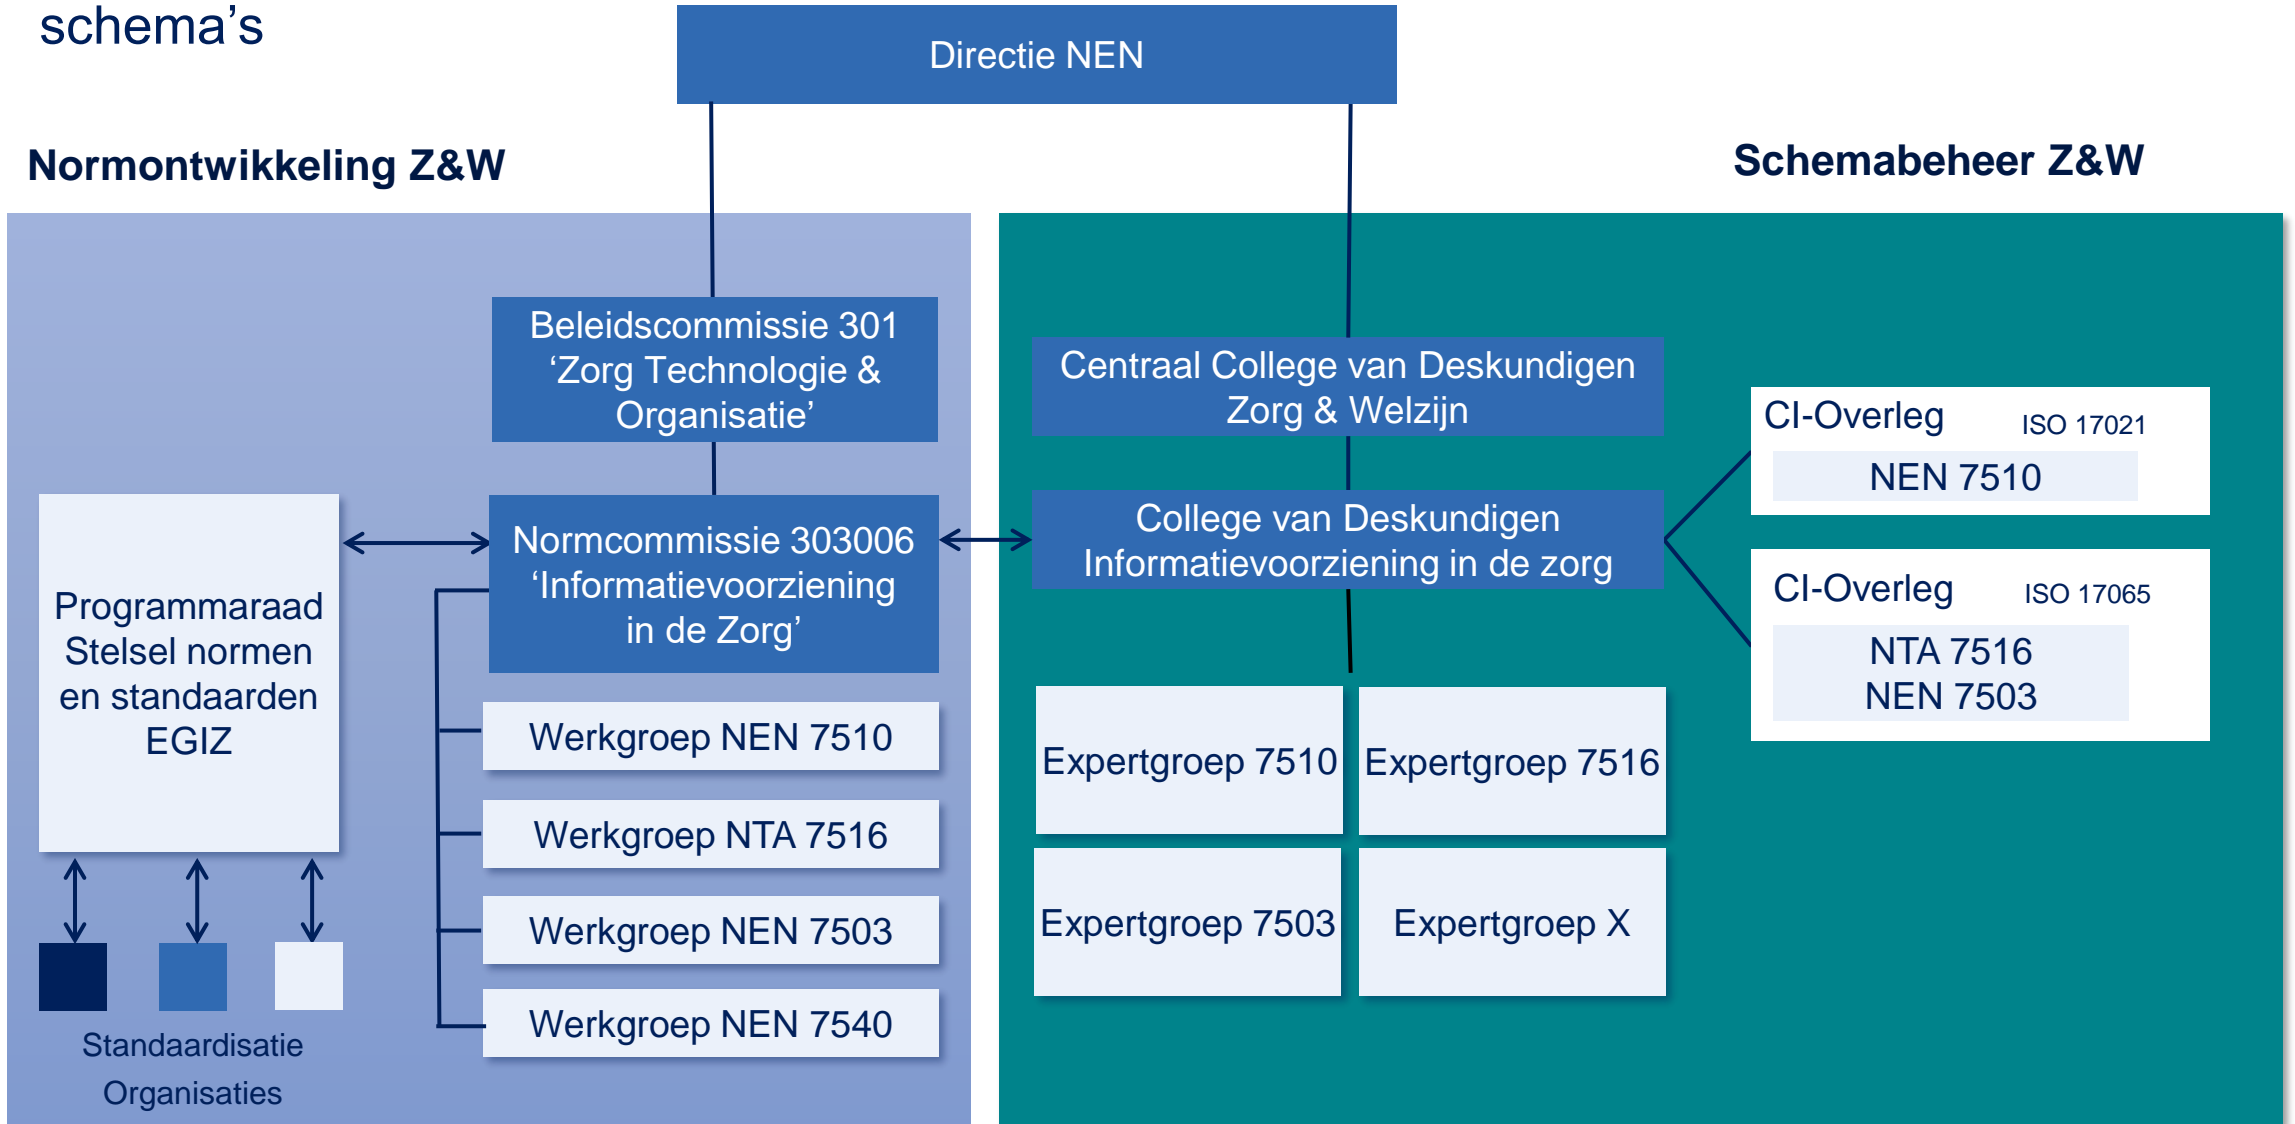 schema’s
Directie NEN
Normontwikkeling Z&W
Schemabeheer Z&W
Beleidscommissie 301
‘Zorg Technologie &
Organisatie’
Normcommissie 303006
‘Informatievoorziening
in de Zorg’
Programmaraad
Stelsel normen
en standaarden
EGIZ
Werkgroep NEN 7510
Werkgroep NTA 7516
Werkgroep NEN 7503
Werkgroep NEN 7540
Standaardisatie
Organisaties
Centraal College van Deskundigen
Zorg & Welzijn
College van Deskundigen
Informatievoorziening in de zorg
Expertgroep 7510
Expertgroep 7516
Expertgroep 7503
Expertgroep X
CI-Overleg ISO 17021
NEN 7510
CI-Overleg ISO 17065
NTA 7516
NEN 7503